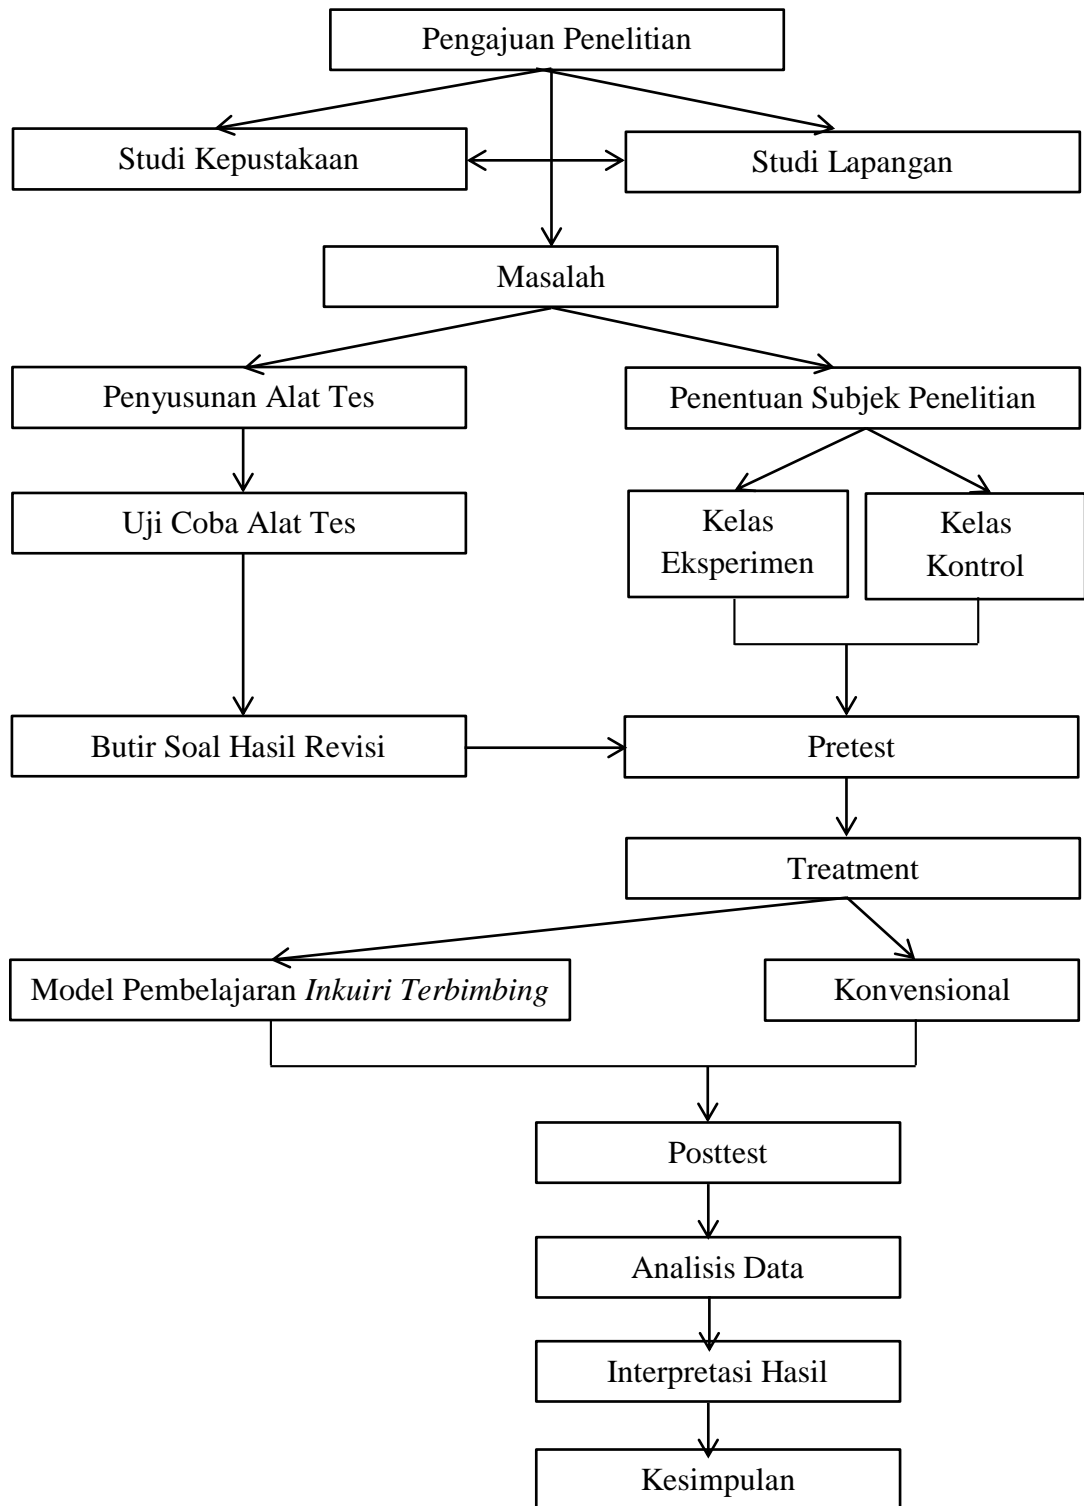 Pengajuan Penelitian
Studi Kepustakaan
Studi Lapangan
Masalah
Penyusunan Alat Tes
Penentuan Subjek Penelitian
Uji Coba Alat Tes
Kelas
Eksperimen
Kelas
Kontrol
Butir Soal Hasil Revisi
Pretest
Treatment
Model Pembelajaran Inkuiri Terbimbing
Konvensional
Posttest
Analisis Data
Interpretasi Hasil
Kesimpulan